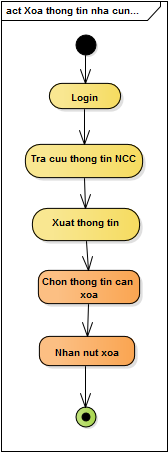 act Xoa thong tin nha cun...
Login
Tra cuu thong tin NCC
Xuat thong tin
Chon thong tin can
xoa
Nhan nut xoa